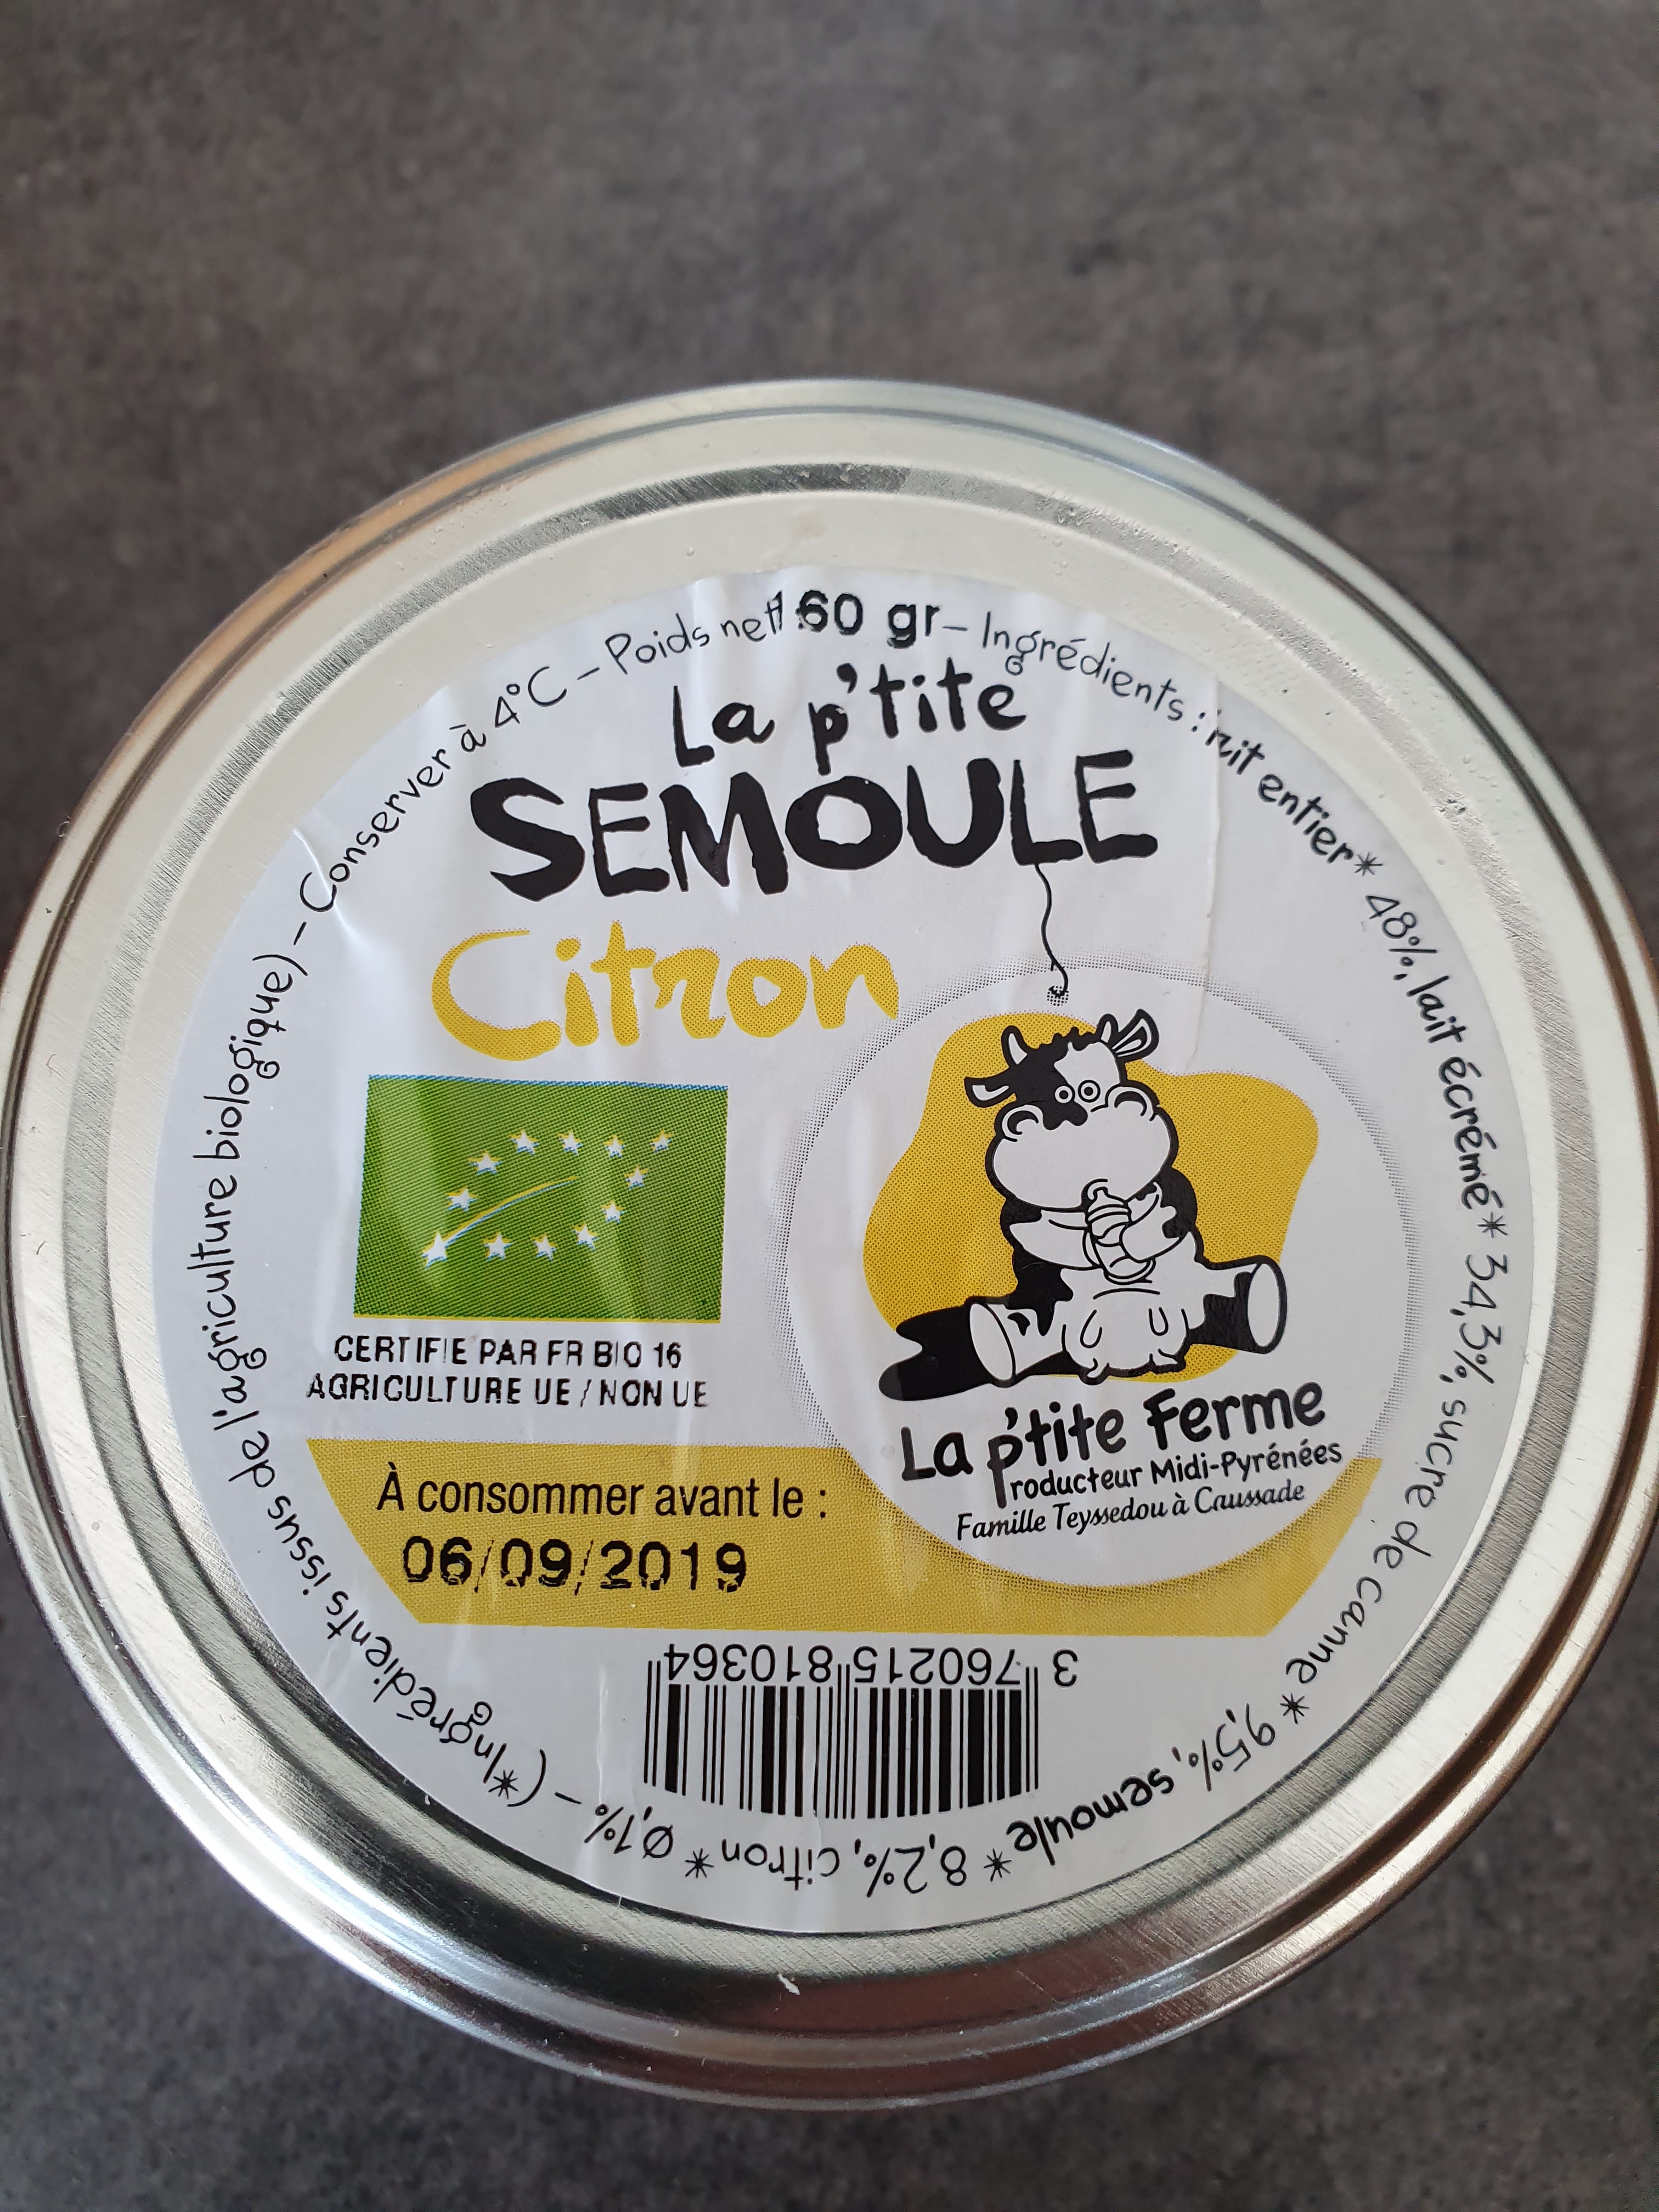 Conserver à 4°C – Poids net 160 gr – Ingrédients : lait entier* 48%, lait écrémé* 34,3%, sucre de canne* 9,5%, semoule* 8,2%, citron* 0,1% – (*Ingrédients issus de l'agriculture biologique) –
La p'tite
SEMOULE
Citron
CERTIFIE PAR FR BIO 16
AGRICULTURE UE / NON UE
La p'tite Ferme
Producteur Midi-Pyrénées
Famille Teyssedou à Caussade
À consommer avant le :
06/09/2019
3 760215 810364